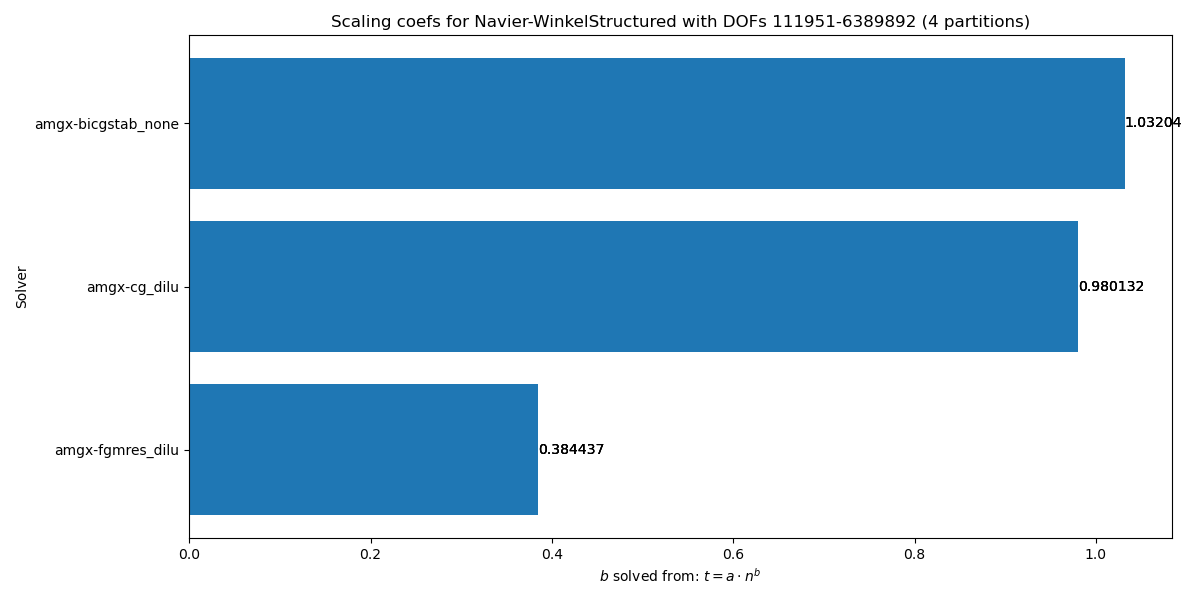 Scaling coefs for Navier-WinkelStructured with DOFs 111951-6389892 (4 partitions)
amgx-bicgstab_none
1.03204
amgx-cg_dilu
0.980132
amgx-fgmres_dilu
0.384437
Solver
0.0 0.2 0.4 0.6 0.8 1.0
b solved from: t = a · n^b